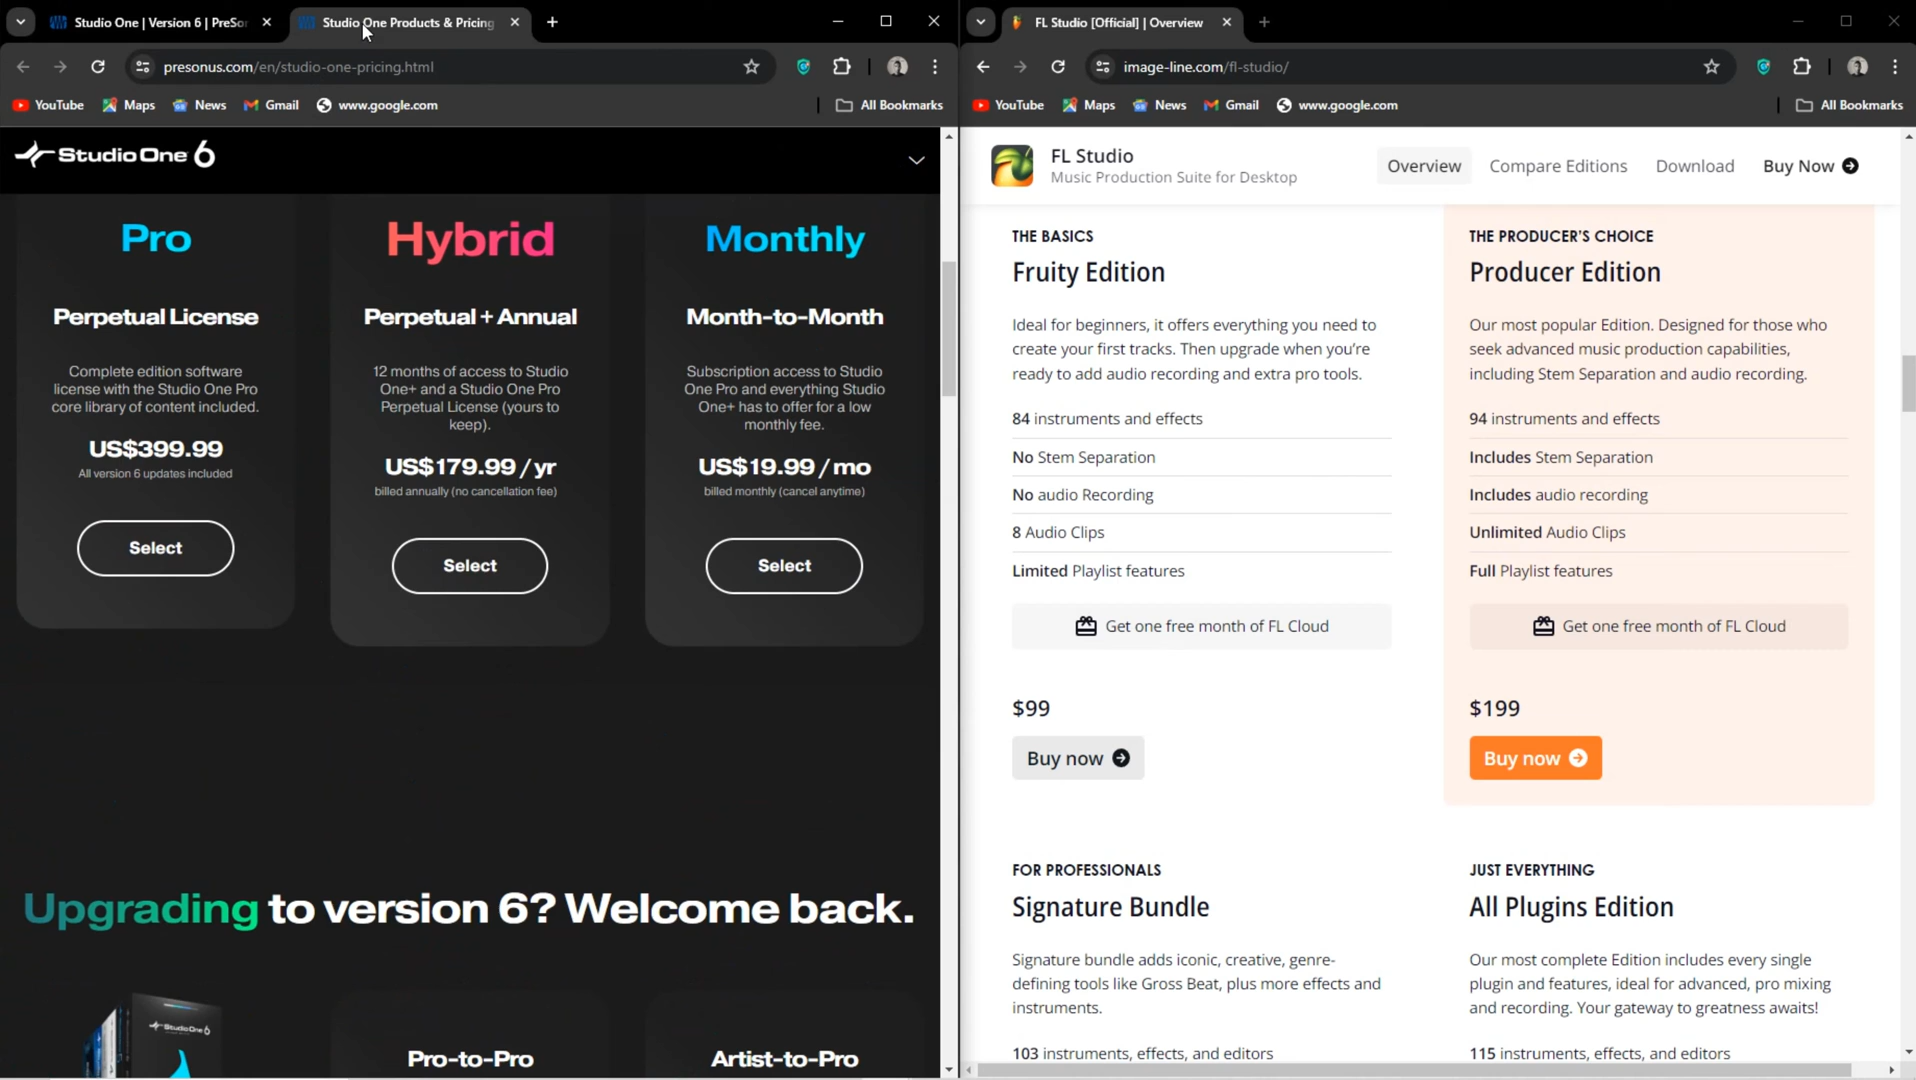 Studio One | Version 6 | PreSo
Studio One Products & Pricing
presonus.com/en/studio-one-pricing.html
YouTube
Maps
News
Gmail
www.google.com
All Bookmarks
Studio One 6
Pro
Perpetual License
Complete edition software
license with the Studio One Pro
core library of content included.
US$399.99
All version 6 updates included
Select
Hybrid
Perpetual + Annual
12 months of access to Studio
One+ and a Studio One Pro
Perpetual License (yours to
keep).
US$179.99 / yr
billed annually (no cancellation fee)
Select
Monthly
Month-to-Month
Subscription access to Studio
One Pro and everything Studio
One+ has to offer for a low
monthly fee.
US$19.99 / mo
billed monthly (cancel anytime)
Select
Upgrading to version 6? Welcome back.
Studio One 6
Pro-to-Pro
Artist-to-Pro
FL Studio [Official] | Overview
image-line.com/fl-studio/
YouTube
Maps
News
Gmail
www.google.com
All Bookmarks
FL Studio
Music Production Suite for Desktop
Overview
Compare Editions
Download
Buy Now
THE BASICS
Fruity Edition
Ideal for beginners, it offers everything you need to
create your first tracks. Then upgrade when you're
ready to add audio recording and extra pro tools.
84 instruments and effects
No Stem Separation
No audio Recording
8 Audio Clips
Limited Playlist features
Get one free month of FL Cloud
$99
Buy now
THE PRODUCER'S CHOICE
Producer Edition
Our most popular Edition. Designed for those who
seek advanced music production capabilities,
including Stem Separation and audio recording.
94 instruments and effects
Includes Stem Separation
Includes audio recording
Unlimited Audio Clips
Full Playlist features
Get one free month of FL Cloud
$199
Buy now
FOR PROFESSIONALS
Signature Bundle
Signature bundle adds iconic, creative, genre-
defining tools like Gross Beat, plus more effects and
instruments.
103 instruments, effects, and editors
JUST EVERYTHING
All Plugins Edition
Our most complete Edition includes every single
plugin and features, ideal for advanced, pro mixing
and recording. Your gateway to greatness awaits!
115 instruments, effects, and editors